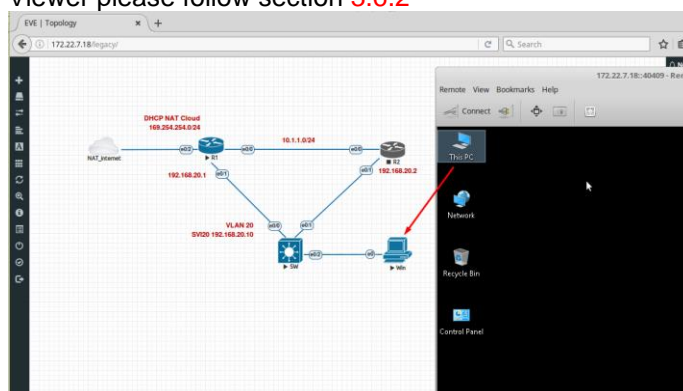 Viewer please follow section 5.6.2
EVE | Topology
172.22.7.18/legacy/
Search
172.22.7.18::40409 - Re
Remote View Bookmarks Help
Connect
DHCP NAT Cloud
169.254.254.0/24
10.1.1.0/24
NAT_Internet
e0/2
R1
e0/0
e0/0
R2
192.168.20.1
e0/1
e0/1
192.168.20.2
VLAN 20
SVI20 192.168.20.10
e0/0
e0/1
SW
e0/2
e0
Win
This PC
Network
Recycle Bin
Control Panel